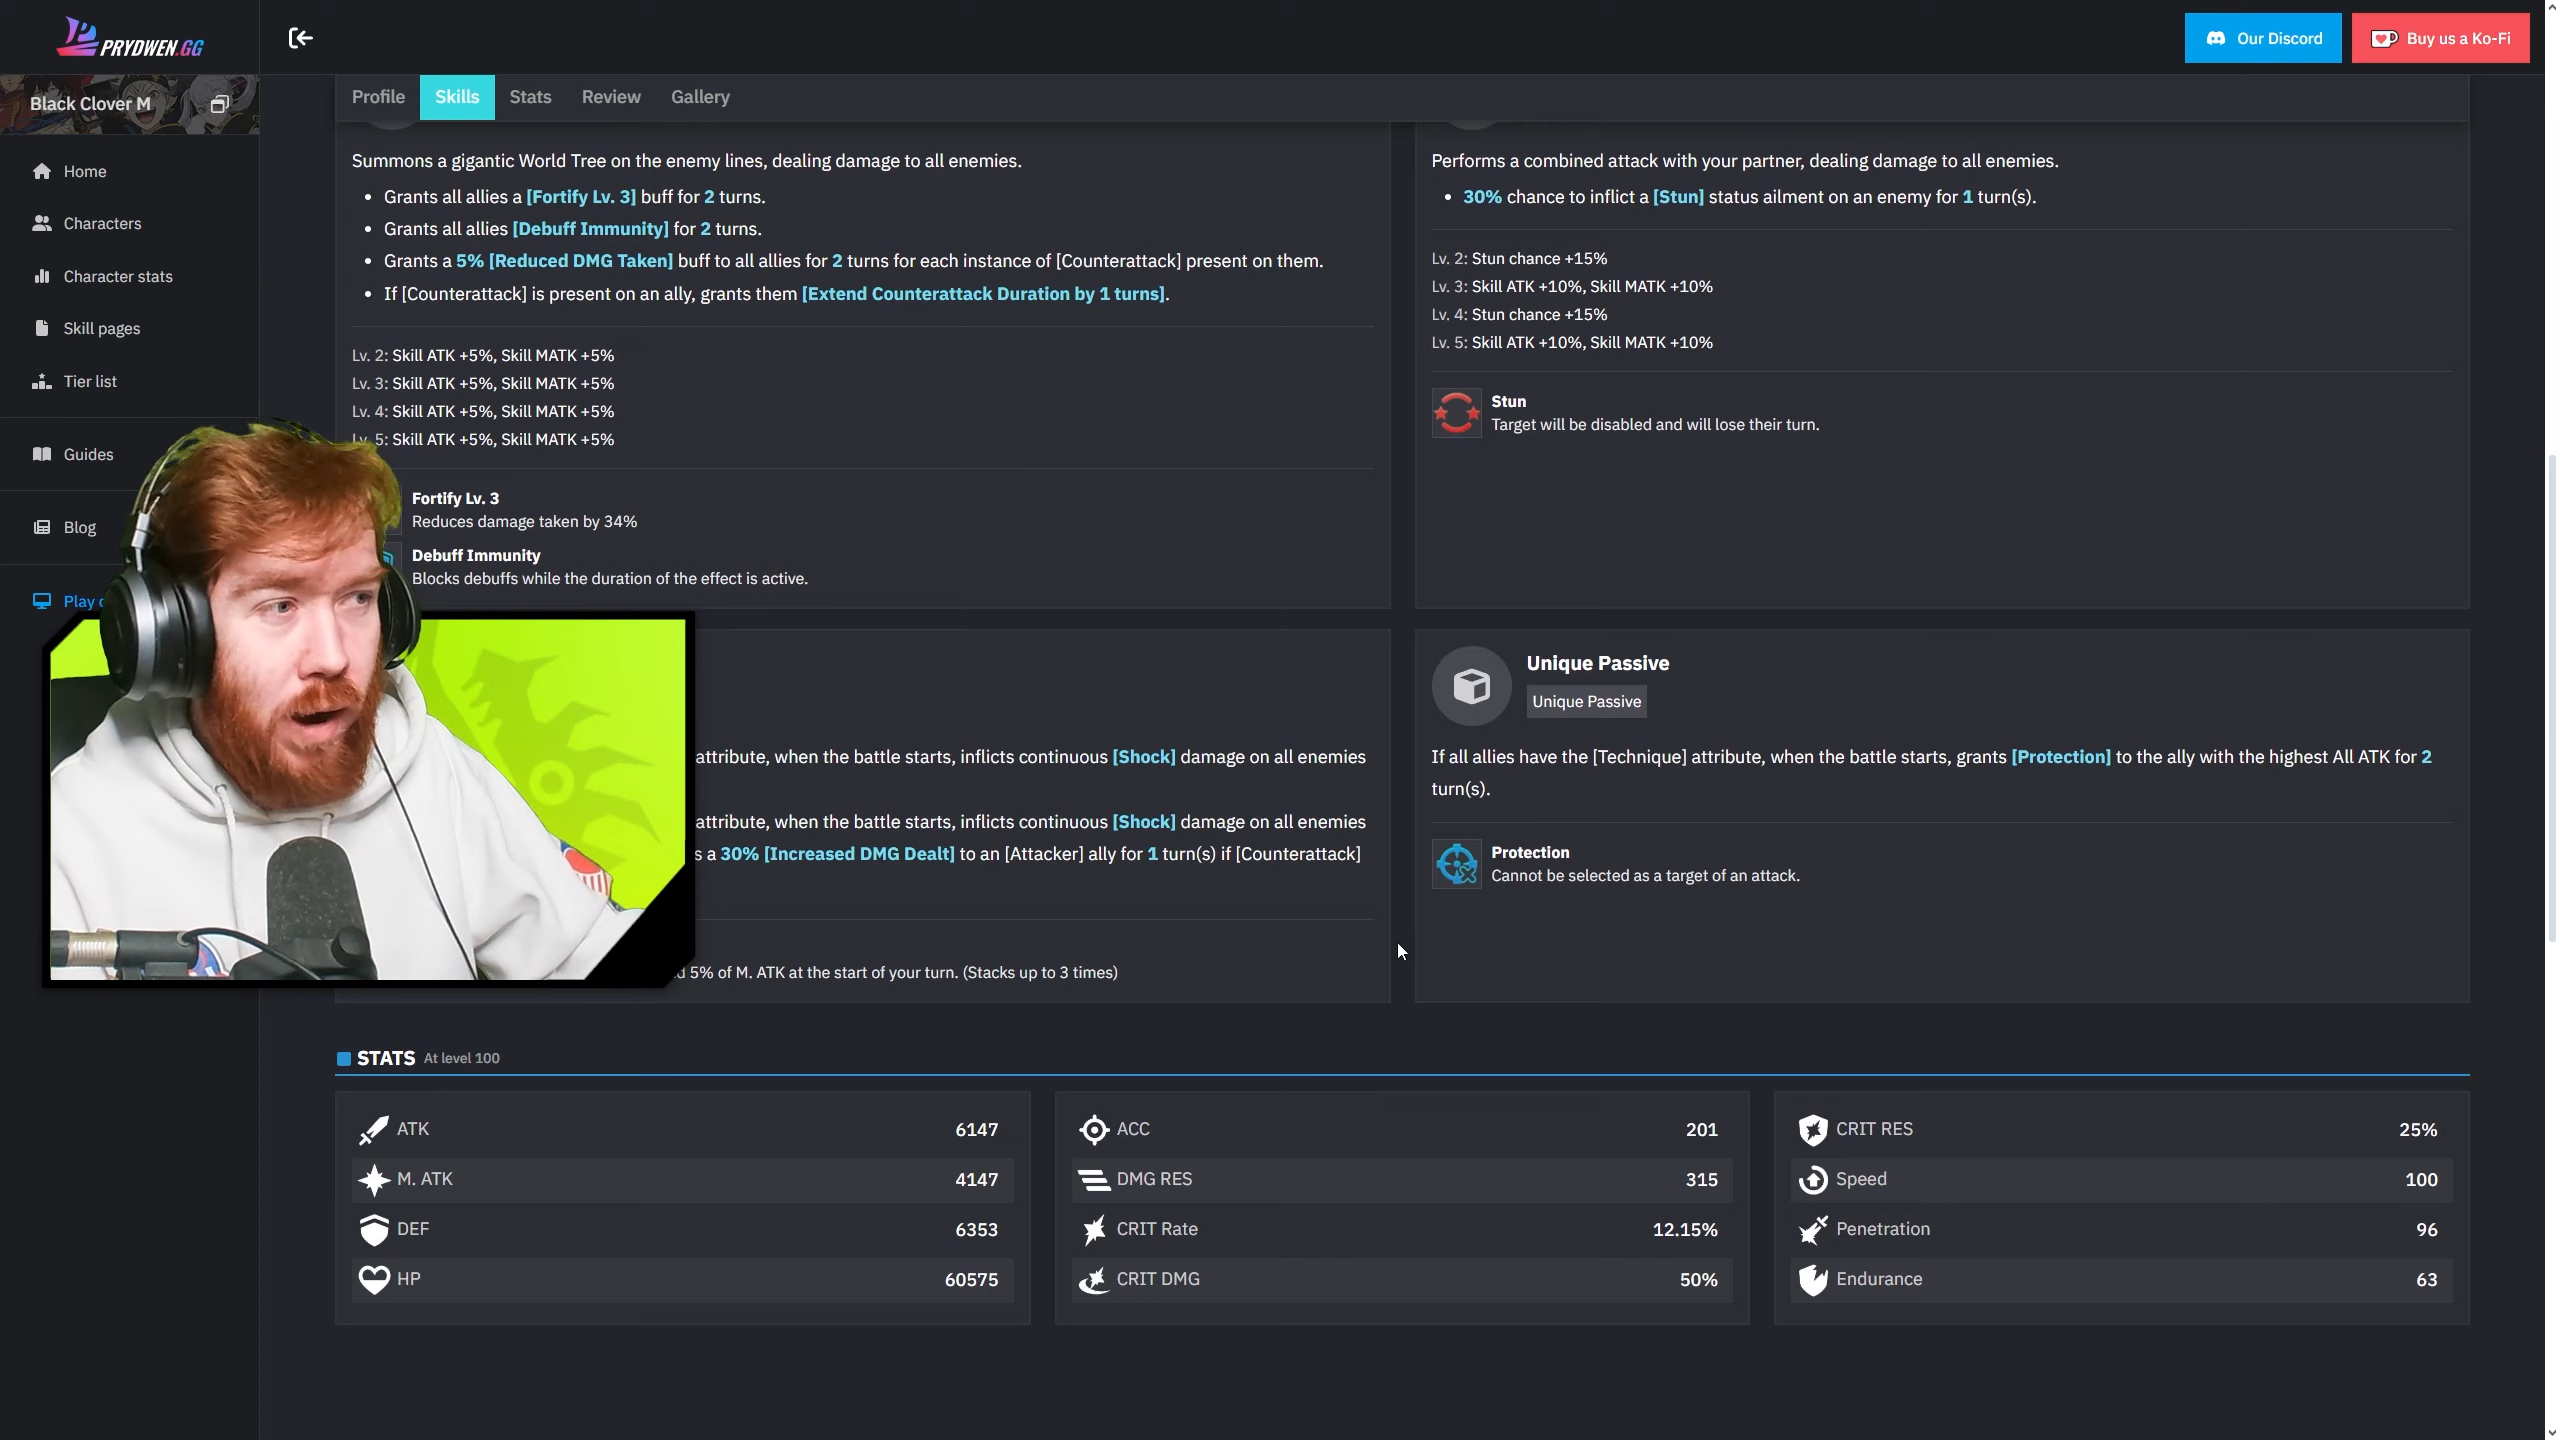 PRYDWEN.GG
Our Discord
Buy us a Ko-Fi
Black Clover M
Home
Characters
Character stats
Skill pages
Tier list
Guides
Blog
Play
Profile
Skills
Stats
Review
Gallery
Summons a gigantic World Tree on the enemy lines, dealing damage to all enemies.
• Grants all allies a [Fortify Lv. 3] buff for 2 turns.
• Grants all allies [Debuff Immunity] for 2 turns.
• Grants a 5% [Reduced DMG Taken] buff to all allies for 2 turns for each instance of [Counterattack] present on them.
• If [Counterattack] is present on an ally, grants them [Extend Counterattack Duration by 1 turns].
Lv. 2: Skill ATK +5%, Skill MATK +5%
Lv. 3: Skill ATK +5%, Skill MATK +5%
Lv. 4: Skill ATK +5%, Skill MATK +5%
Lv. 5: Skill ATK +5%, Skill MATK +5%
Fortify Lv. 3
Reduces damage taken by 34%
Debuff Immunity
Blocks debuffs while the duration of the effect is active.
Performs a combined attack with your partner, dealing damage to all enemies.
• 30% chance to inflict a [Stun] status ailment on an enemy for 1 turn(s).
Lv. 2: Stun chance +15%
Lv. 3: Skill ATK +10%, Skill MATK +10%
Lv. 4: Stun chance +15%
Lv. 5: Skill ATK +10%, Skill MATK +10%
Stun
Target will be disabled and will lose their turn.
attribute, when the battle starts, inflicts continuous [Shock] damage on all enemies
attribute, when the battle starts, inflicts continuous [Shock] damage on all enemies
a 30% [Increased DMG Dealt] to an [Attacker] ally for 1 turn(s) if [Counterattack]
5% of M. ATK at the start of your turn. (Stacks up to 3 times)
Unique Passive
Unique Passive
If all allies have the [Technique] attribute, when the battle starts, grants [Protection] to the ally with the highest All ATK for 2
turn(s).
Protection
Cannot be selected as a target of an attack.
STATS At level 100
ATK 6147
M. ATK 4147
DEF 6353
HP 60575
ACC 201
DMG RES 315
CRIT Rate 12.15%
CRIT DMG 50%
CRIT RES 25%
Speed 100
Penetration 96
Endurance 63